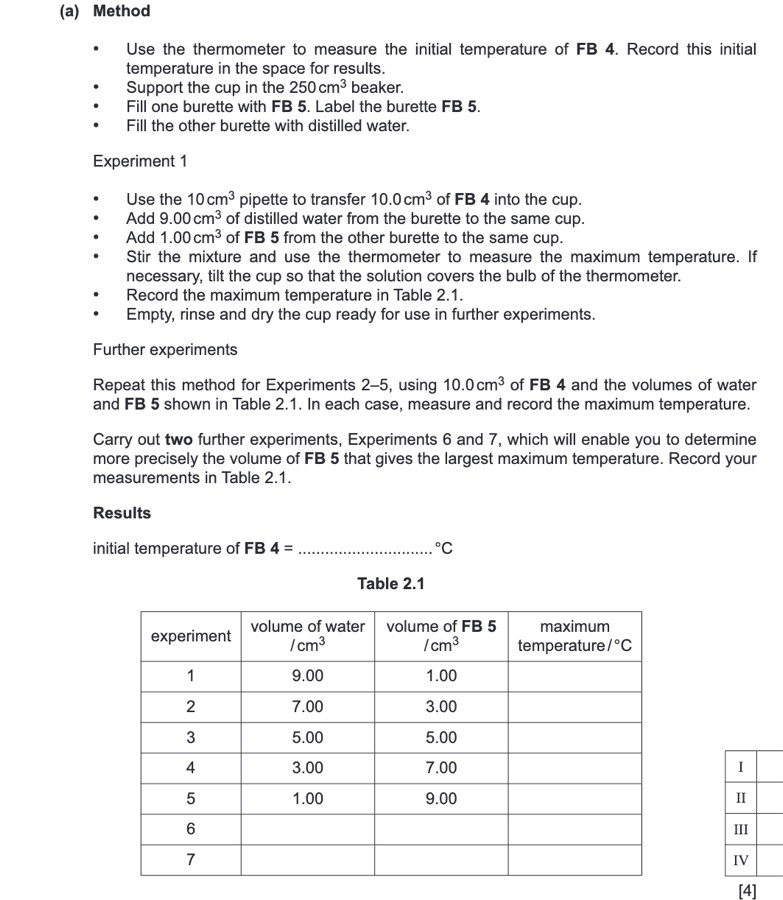 (a) Method
• Use the thermometer to measure the initial temperature of FB 4. Record this initial
temperature in the space for results.
• Support the cup in the 250 cm³ beaker.
• Fill one burette with FB 5. Label the burette FB 5.
• Fill the other burette with distilled water.
Experiment 1
• Use the 10 cm³ pipette to transfer 10.0 cm³ of FB 4 into the cup.
• Add 9.00 cm³ of distilled water from the burette to the same cup.
• Add 1.00 cm³ of FB 5 from the other burette to the same cup.
• Stir the mixture and use the thermometer to measure the maximum temperature. If
necessary, tilt the cup so that the solution covers the bulb of the thermometer.
• Record the maximum temperature in Table 2.1.
• Empty, rinse and dry the cup ready for use in further experiments.
Further experiments
Repeat this method for Experiments 2–5, using 10.0 cm³ of FB 4 and the volumes of water
and FB 5 shown in Table 2.1. In each case, measure and record the maximum temperature.
Carry out two further experiments, Experiments 6 and 7, which will enable you to determine
more precisely the volume of FB 5 that gives the largest maximum temperature. Record your
measurements in Table 2.1.
Results
initial temperature of FB 4 = .............................. °C
Table 2.1
experiment volume of water /cm³ volume of FB 5 /cm³ maximum temperature/°C
1 9.00 1.00
2 7.00 3.00
3 5.00 5.00
4 3.00 7.00
5 1.00 9.00
6
7
I
II
III
IV
[4]